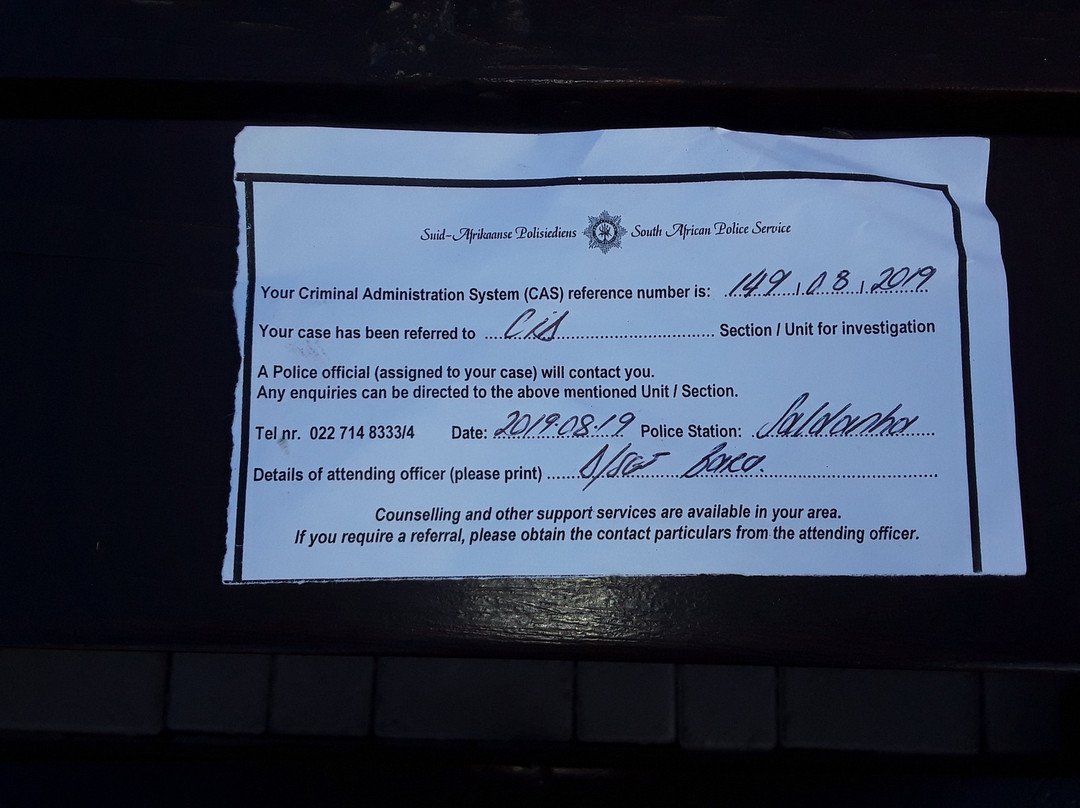 Suid-Afrikaanse Polisiediens South African Police Service
Your Criminal Administration System (CAS) reference number is: 149 / 08 / 2019
Your case has been referred to ........ Section / Unit for investigation
A Police official (assigned to your case) will contact you.
Any enquiries can be directed to the above mentioned Unit / Section.
Tel nr. 022 714 8333/4 Date: 2019.08.19 Police Station: Saldanha
Details of attending officer (please print) ...... 
Counselling and other support services are available in your area.
If you require a referral, please obtain the contact particulars from the attending officer.